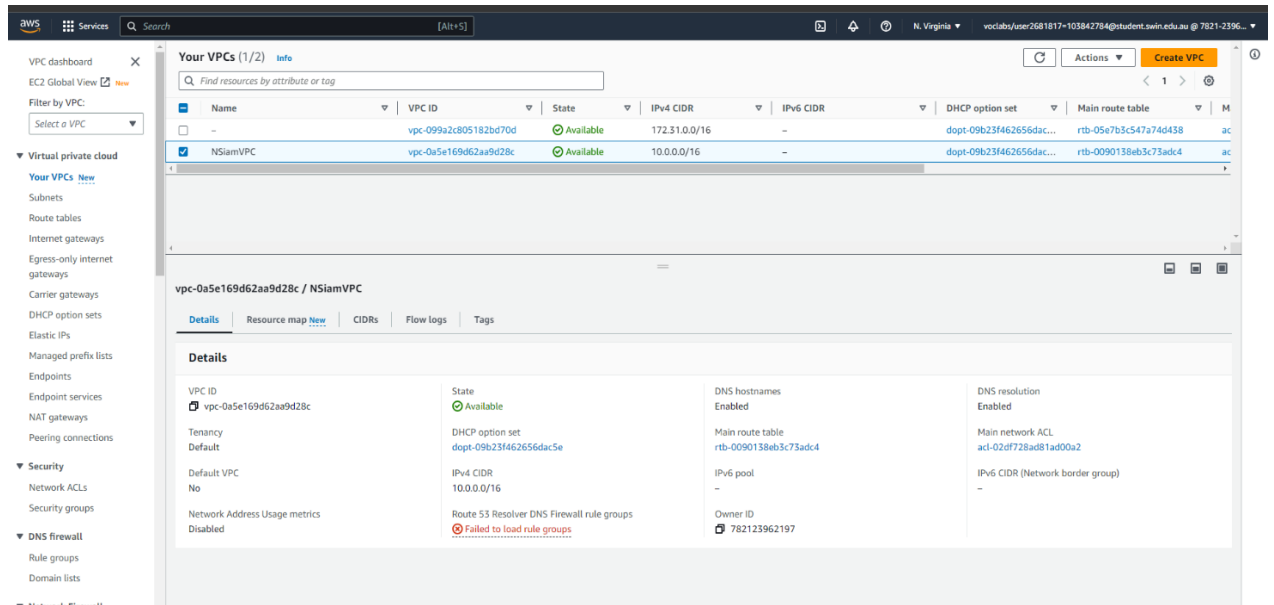 aws Services Search [Alt+S] N. Virginia voclabs/user2681817=103842784@student.swin.edu.au @ 7821-2396...
VPC dashboard
EC2 Global View New
Filter by VPC:
Select a VPC
Virtual private cloud
Your VPCs New
Subnets
Route tables
Internet gateways
Egress-only internet
gateways
Carrier gateways
DHCP option sets
Elastic IPs
Managed prefix lists
Endpoints
Endpoint services
NAT gateways
Peering connections
Security
Network ACLs
Security groups
DNS firewall
Rule groups
Domain lists
Your VPCs (1/2) Info Actions Create VPC
Find resources by attribute or tag 1
Name VPC ID State IPv4 CIDR IPv6 CIDR DHCP option set Main route table M
– vpc-099a2c805182bd70d Available 172.31.0.0/16 – dopt-09b23f462656dac... rtb-05e7b3c547a74d438 ac
NSiamVPC vpc-0a5e169d62aa9d28c Available 10.0.0.0/16 – dopt-09b23f462656dac... rtb-0090138eb3c73adc4 ac
vpc-0a5e169d62aa9d28c / NSiamVPC
Details Resource map New CIDRs Flow logs Tags
Details
VPC ID State DNS hostnames DNS resolution
vpc-0a5e169d62aa9d28c Available Enabled Enabled
Tenancy DHCP option set Main route table Main network ACL
Default dopt-09b23f462656dac5e rtb-0090138eb3c73adc4 acl-02df728ad81ad00a2
Default VPC IPv4 CIDR IPv6 pool IPv6 CIDR (Network border group)
No 10.0.0.0/16 – –
Network Address Usage metrics Route 53 Resolver DNS Firewall rule groups Owner ID
Disabled Failed to load rule groups 782123962197